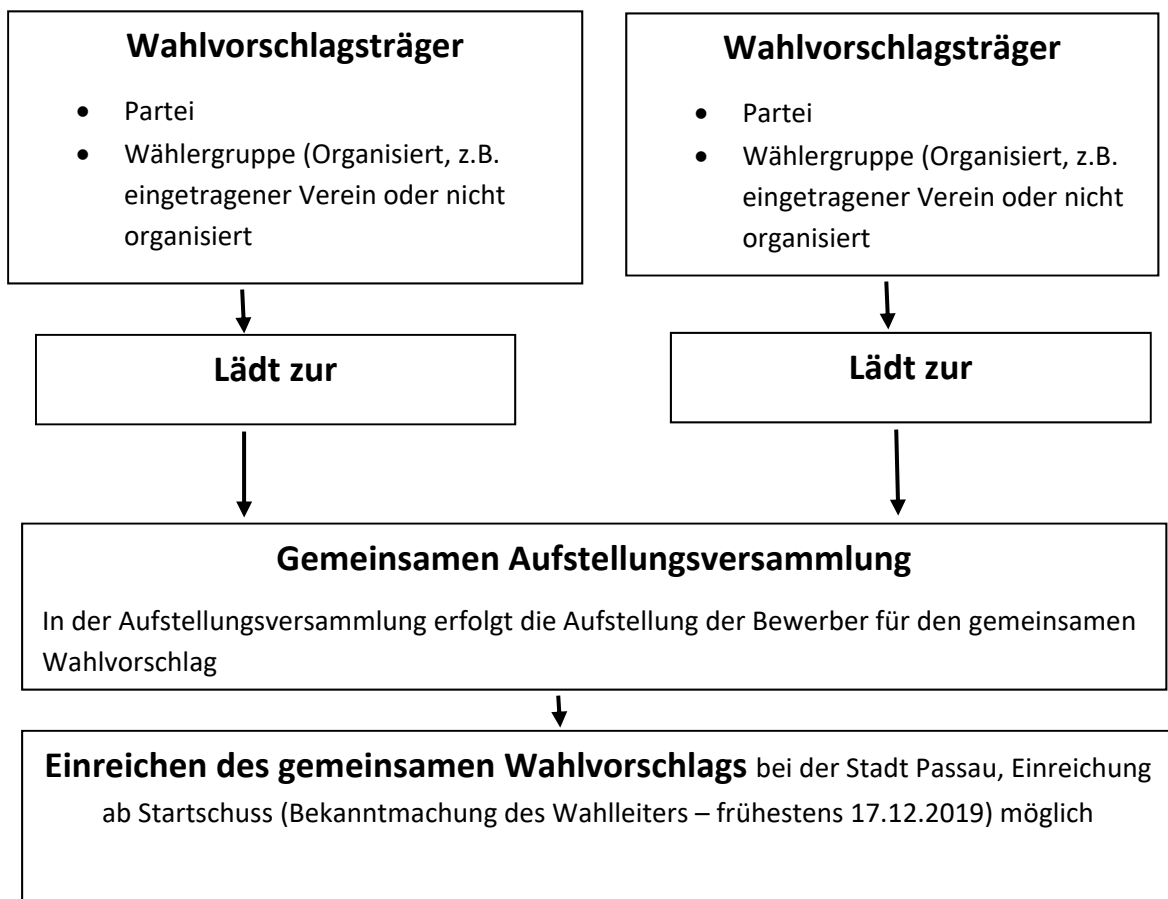 Wahlvorschlagsträger
• Partei
• Wählergruppe (Organisiert, z.B.
eingetragener Verein oder nicht
organisiert
Wahlvorschlagsträger
• Partei
• Wählergruppe (Organisiert, z.B.
eingetragener Verein oder nicht
organisiert
Lädt zur
Lädt zur
Gemeinsamen Aufstellungsversammlung
In der Aufstellungsversammlung erfolgt die Aufstellung der Bewerber für den gemeinsamen
Wahlvorschlag
Einreichen des gemeinsamen Wahlvorschlags bei der Stadt Passau, Einreichung
ab Startschuss (Bekanntmachung des Wahlleiters – frühestens 17.12.2019) möglich